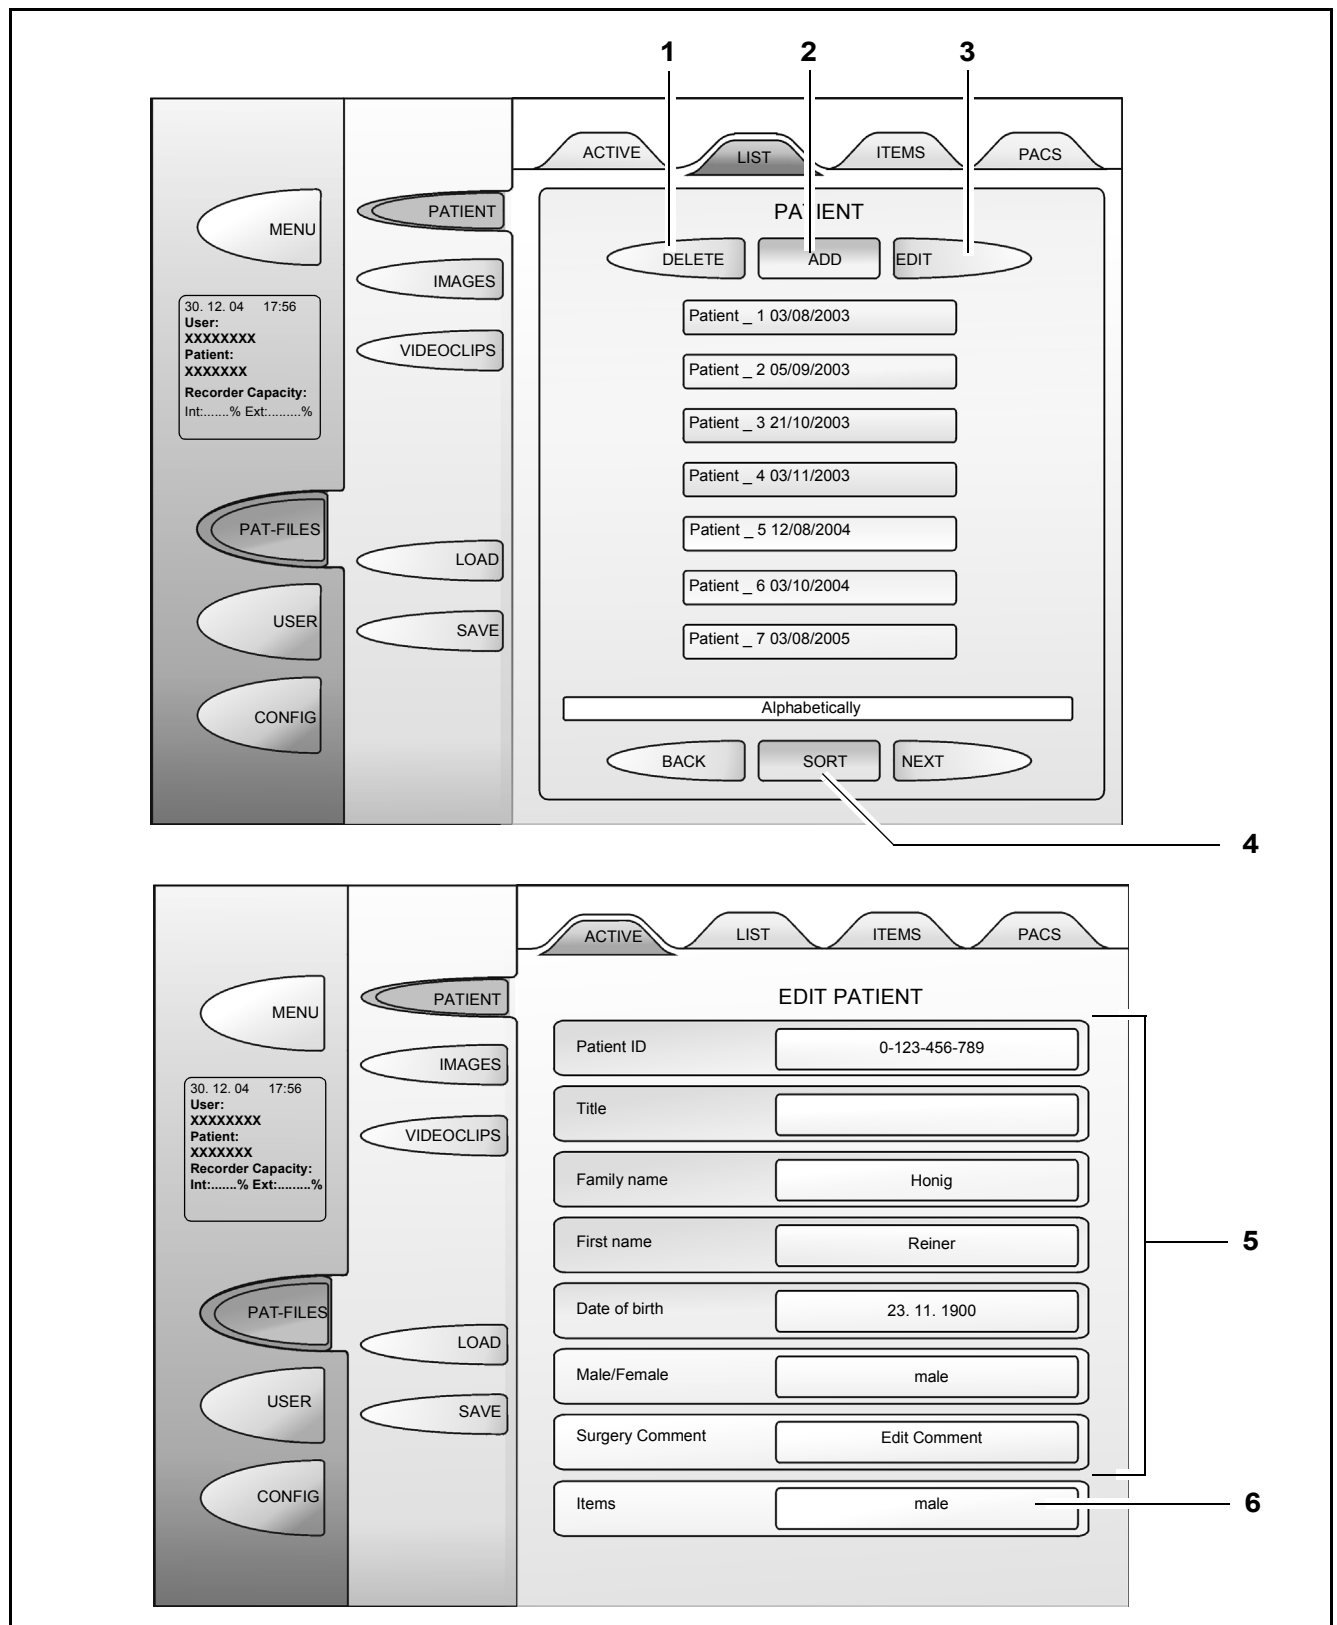 1 2 3
ACTIVE LIST ITEMS PACS
MENU
30. 12. 04 17:56
User:
XXXXXXXX
Patient:
XXXXXXX
Recorder Capacity:
Int:.......% Ext:.........%
PAT-FILES
USER
CONFIG
PATIENT
IMAGES
VIDEOCLIPS
LOAD
SAVE
PATIENT
DELETE ADD EDIT
Patient _ 1 03/08/2003
Patient _ 2 05/09/2003
Patient _ 3 21/10/2003
Patient _ 4 03/11/2003
Patient _ 5 12/08/2004
Patient _ 6 03/10/2004
Patient _ 7 03/08/2005
Alphabetically
BACK SORT NEXT
4
ACTIVE LIST ITEMS PACS
MENU
30. 12. 04 17:56
User:
XXXXXXXX
Patient:
XXXXXXX
Recorder Capacity:
Int:.......% Ext:.........%
PAT-FILES
USER
CONFIG
PATIENT
IMAGES
VIDEOCLIPS
LOAD
SAVE
EDIT PATIENT
Patient ID 0-123-456-789
Title
Family name Honig
First name Reiner
Date of birth 23. 11. 1900
Male/Female male
Surgery Comment Edit Comment
Items male
5
6